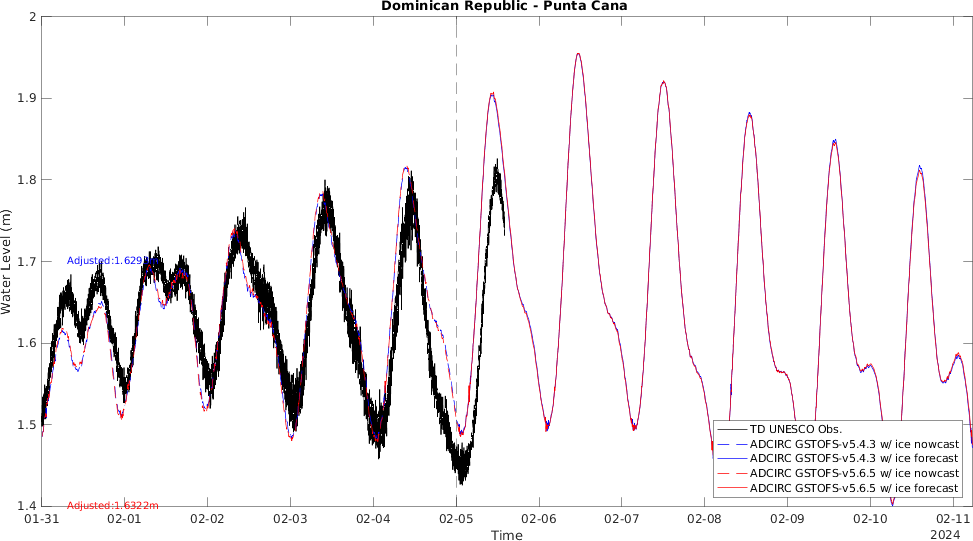 Dominican Republic - Punta Cana
Water Level (m)
2
1.9
1.8
1.7
1.6
1.5
1.4
Adjusted:1.629
Adjusted:1.6322m
TD UNESCO Obs.
ADCIRC GSTOFS-v5.4.3 w/ ice nowcast
ADCIRC GSTOFS-v5.4.3 w/ ice forecast
ADCIRC GSTOFS-v5.6.5 w/ ice nowcast
ADCIRC GSTOFS-v5.6.5 w/ ice forecast
01-31 02-01 02-02 02-03 02-04 02-05 02-06 02-07 02-08 02-09 02-10 02-11
Time
2024